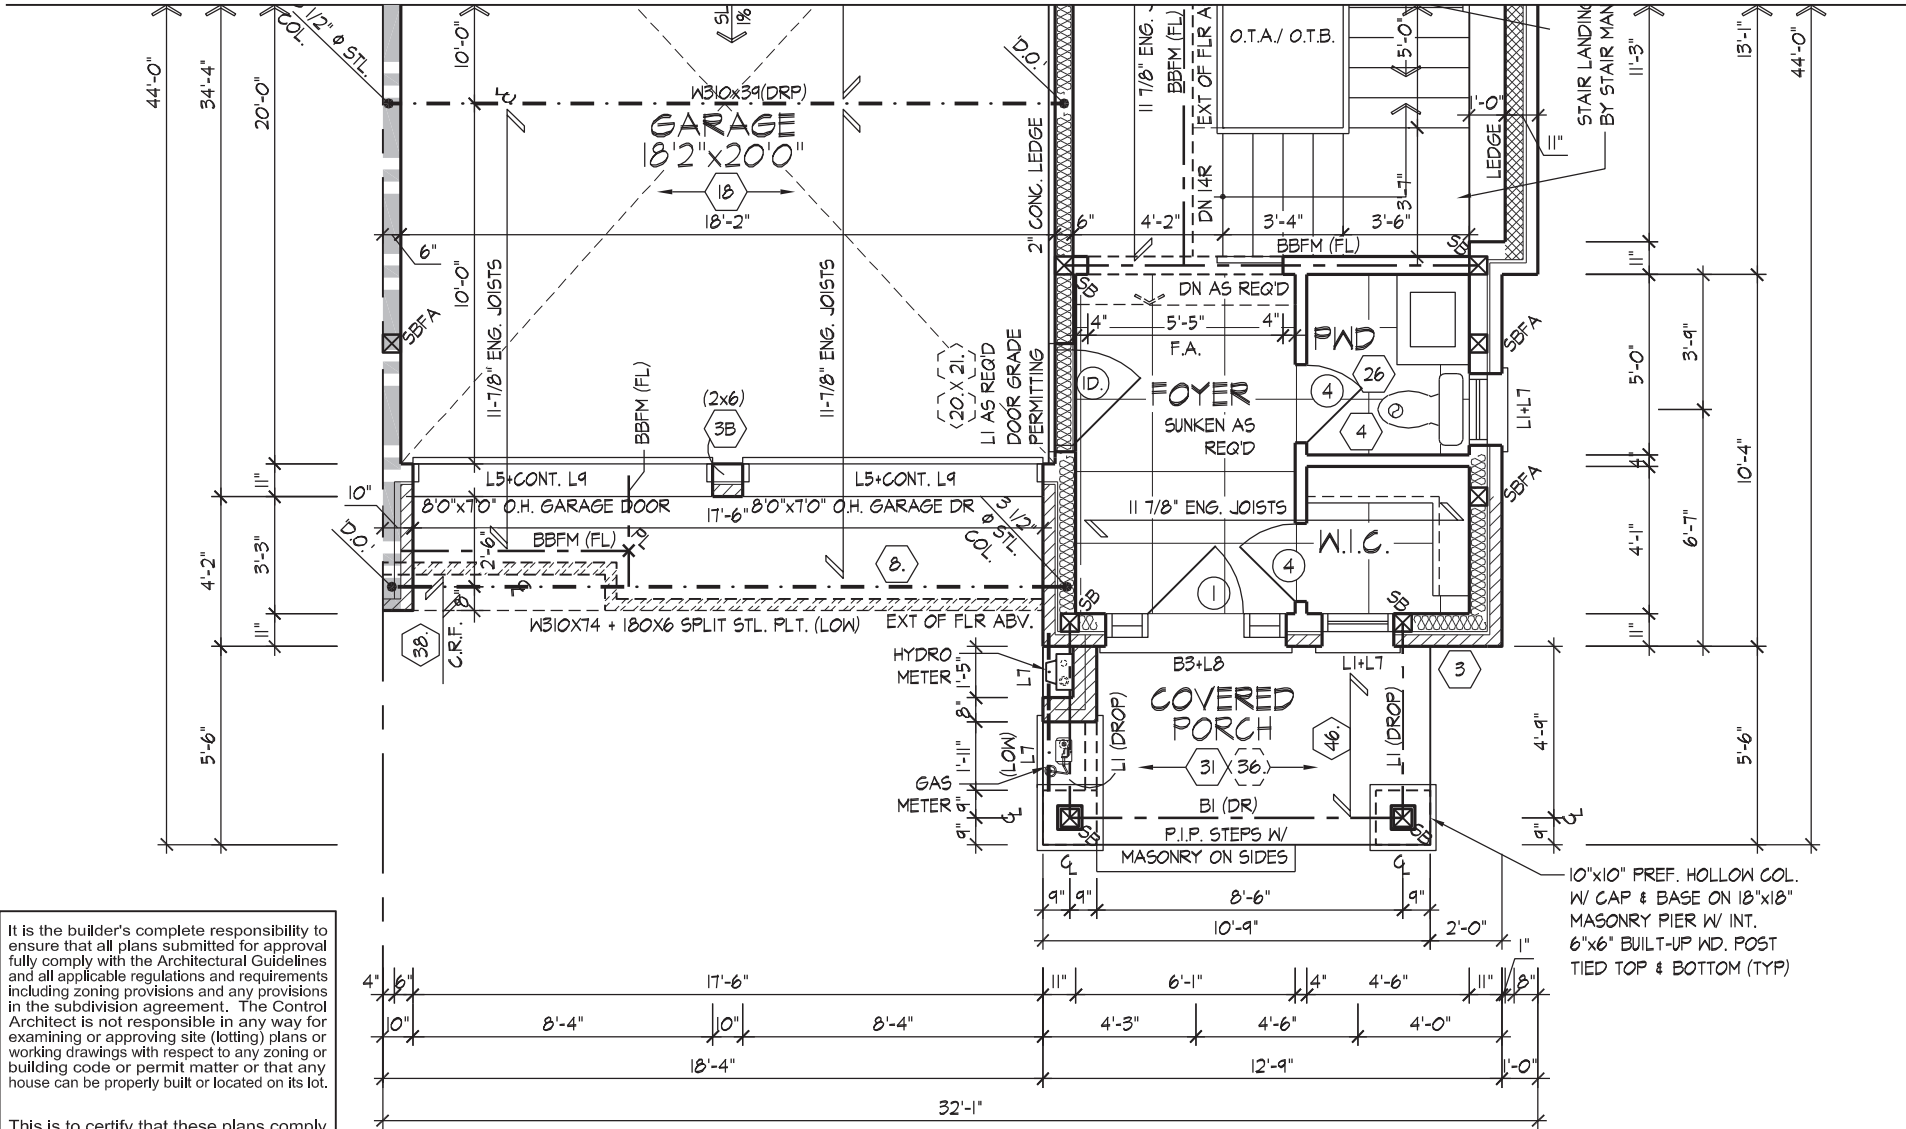 3 1/2" ϕ STL.
COL.
44'-0"
34'-4"
20'-0"
10'-0"
SL
1%
'D.O.'
11 7/8" ENG.
BBFM (FL)
EXT OF FLR A
O.T.A./ O.T.B.
5'-0"
1'-0"
LEDGE
11"
STAIR LANDING
BY STAIR MAN
11'-3"
13'-1"
44'-0"
W310x39(DRP)
GARAGE
18'2"x20'0"
18
18'-2"
6"
10'-0"
2" CONC. LEDGE
DN 14R
3'-7"
6"
4'-2"
3'-4"
3'-6"
BBFM (FL)
SB
11"
11-7/8" ENG. JOISTS
11-7/8" ENG. JOISTS
SBFA
SB
DN AS REQ'D
4"
5'-5"
4"
F.A.
PWD
26
4
4
SBFA
L1+L7
5'-0"
3'-9"
20.X 21.
L1 AS REQ'D
DOOR GRADE
PERMITTING
1D.
FOYER
SUNKEN AS
REQ'D
BBFM (FL)
(2x6)
3B
L5+CONT. L9
L5+CONT. L9
8'0"x7'0" O.H. GARAGE DOOR
17'-6"
8'0"x7'0" O.H. GARAGE DR
11"
10"
'D.O.'
4'-2"
3'-3"
11"
3 1/2"
ϕ STL.
COL.
11 7/8" ENG. JOISTS
SBFA
4"
10'-4"
4'-1"
6'-7"
11"
W.I.C.
4
1
BBFM (FL)
2'-6"
PL
8.
8"
38.
C.R.F.
W310X74 + 180X6 SPLIT STL. PLT. (LOW)
EXT OF FLR ABV.
SB
SB
HYDRO
METER
1'-5"
L7
8"
B3+L8
L1+L7
3
5'-6"
COVERED
PORCH
L1 (DROP)
46.
L1 (DROP)
4'-9"
5'-6"
31
36.
(LOW)
L7
1'-11"
GAS
METER
9"
9"
CL
B1 (DR)
SB
SB
P.I.P. STEPS W/
MASONRY ON SIDES
9"
CL
CL
CL
10"x10" PREF. HOLLOW COL.
W/ CAP & BASE ON 18"x18"
MASONRY PIER W/ INT.
6"x6" BUILT-UP WD. POST
TIED TOP & BOTTOM (TYP)
9"
9"
8'-6"
9"
10'-9"
2'-0"
1"
4"
6"
17'-6"
11"
6'-1"
4"
4'-6"
11"
8"
10"
8'-4"
10"
8'-4"
4'-3"
4'-6"
4'-0"
18'-4"
12'-9"
1'-0"
32'-1"
It is the builder's complete responsibility to
ensure that all plans submitted for approval
fully comply with the Architectural Guidelines
and all applicable regulations and requirements
including zoning provisions and any provisions
in the subdivision agreement. The Control
Architect is not responsible in any way for
examining or approving site (lotting) plans or
working drawings with respect to any zoning or
building code or permit matter or that any
house can be properly built or located on its lot.
This is to certify that these plans comply